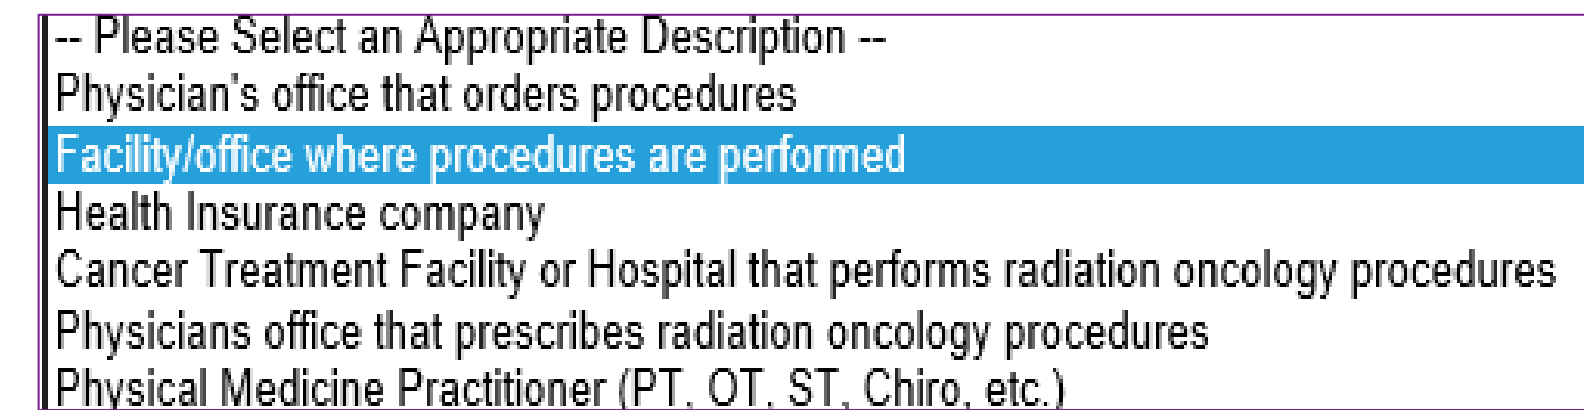 -- Please Select an Appropriate Description --
Physician's office that orders procedures
Facility/office where procedures are performed
Health Insurance company
Cancer Treatment Facility or Hospital that performs radiation oncology procedures
Physicians office that prescribes radiation oncology procedures
Physical Medicine Practitioner (PT, OT, ST, Chiro, etc.)